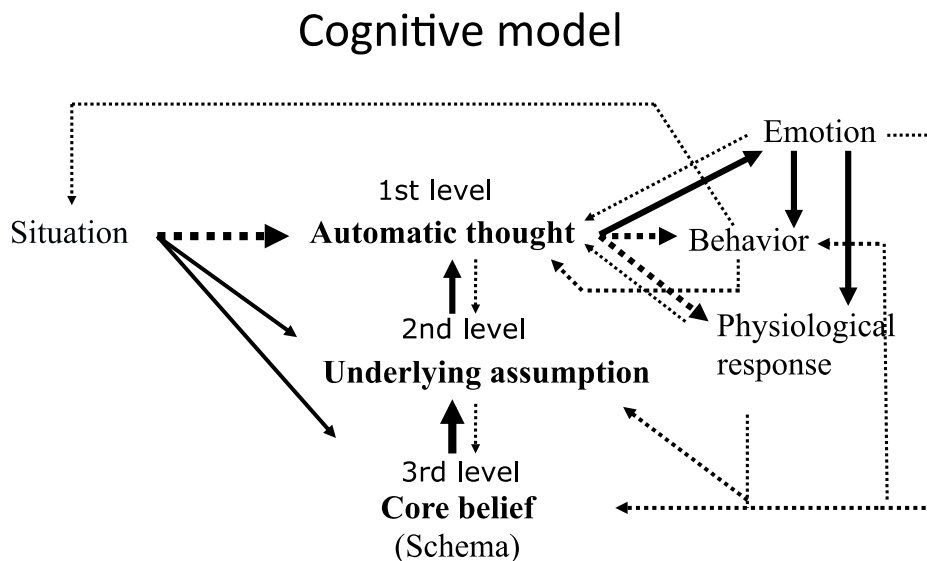 Cognitive model
Emotion
1st level
Situation
Automatic thought
Behavior
2nd level
Physiological
response
Underlying assumption
3rd level
Core belief
(Schema)